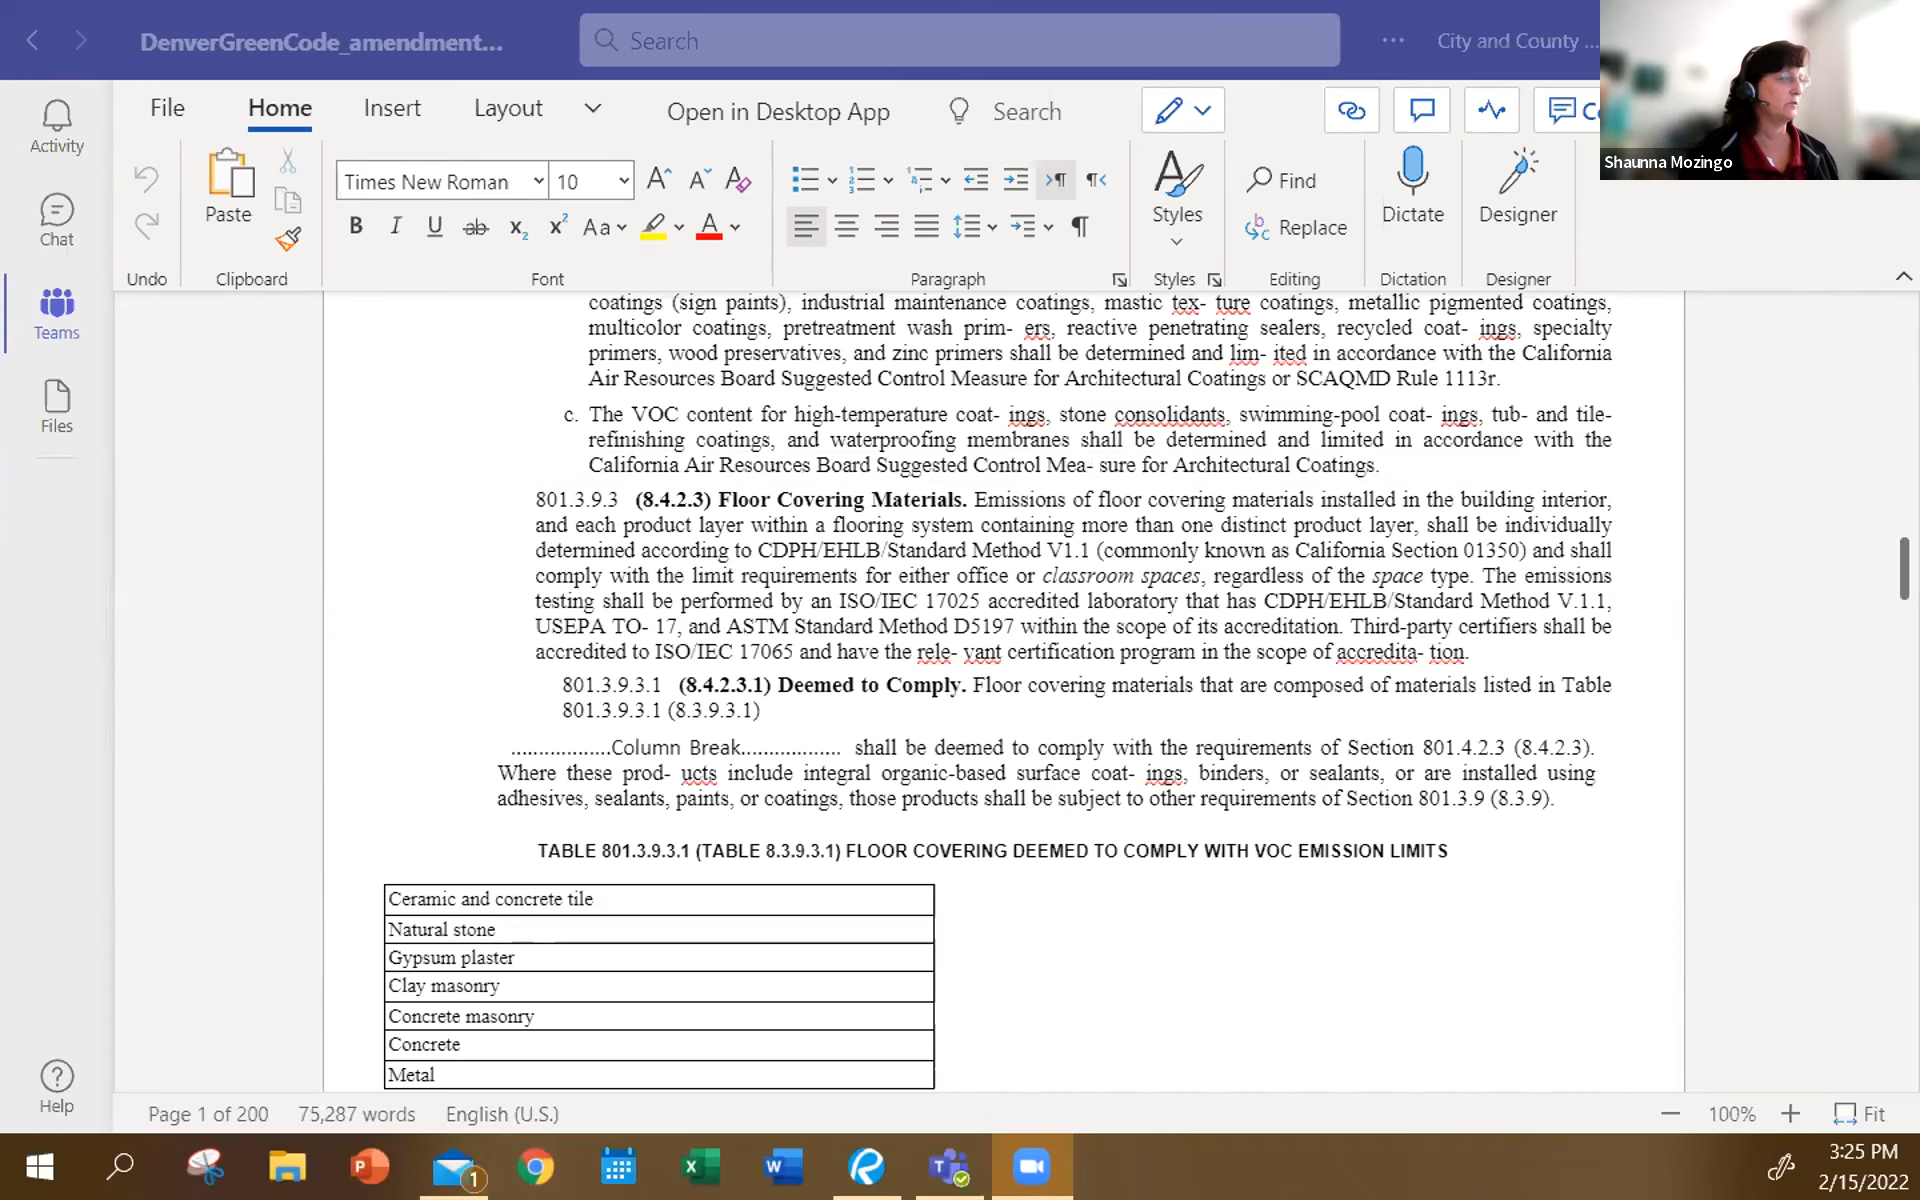 DenverGreenCode_amendment...
Search
City and County ...
Shaunna Mozingo
Activity
Chat
Teams
Files
Help
File
Home
Insert
Layout
Open in Desktop App
Search
Paste
Times New Roman
10
Find
Replace
Styles
Dictate
Designer
Undo
Clipboard
Font
Paragraph
Styles
Editing
Dictation
Designer
coatings (sign paints), industrial maintenance coatings, mastic tex- ture coatings, metallic pigmented coatings,
multicolor coatings, pretreatment wash prim- ers, reactive penetrating sealers, recycled coat- ings, specialty
primers, wood preservatives, and zinc primers shall be determined and lim- ited in accordance with the California
Air Resources Board Suggested Control Measure for Architectural Coatings or SCAQMD Rule 1113r.
c. The VOC content for high-temperature coat- ings, stone consolidants, swimming-pool coat- ings, tub- and tile-
refinishing coatings, and waterproofing membranes shall be determined and limited in accordance with the
California Air Resources Board Suggested Control Mea- sure for Architectural Coatings.
801.3.9.3 (8.4.2.3) Floor Covering Materials. Emissions of floor covering materials installed in the building interior,
and each product layer within a flooring system containing more than one distinct product layer, shall be individually
determined according to CDPH/EHLB/Standard Method V1.1 (commonly known as California Section 01350) and shall
comply with the limit requirements for either office or classroom spaces, regardless of the space type. The emissions
testing shall be performed by an ISO/IEC 17025 accredited laboratory that has CDPH/EHLB/Standard Method V.1.1,
USEPA TO- 17, and ASTM Standard Method D5197 within the scope of its accreditation. Third-party certifiers shall be
accredited to ISO/IEC 17065 and have the rele- vant certification program in the scope of accredita- tion.
801.3.9.3.1 (8.4.2.3.1) Deemed to Comply. Floor covering materials that are composed of materials listed in Table
801.3.9.3.1 (8.3.9.3.1)
..................Column Break.................. shall be deemed to comply with the requirements of Section 801.4.2.3 (8.4.2.3).
Where these prod- ucts include integral organic-based surface coat- ings, binders, or sealants, or are installed using
adhesives, sealants, paints, or coatings, those products shall be subject to other requirements of Section 801.3.9 (8.3.9).
TABLE 801.3.9.3.1 (TABLE 8.3.9.3.1) FLOOR COVERING DEEMED TO COMPLY WITH VOC EMISSION LIMITS
Ceramic and concrete tile
Natural stone
Gypsum plaster
Clay masonry
Concrete masonry
Concrete
Metal
Page 1 of 200
75,287 words
English (U.S.)
100%
Fit
1
3:25 PM
2/15/2022